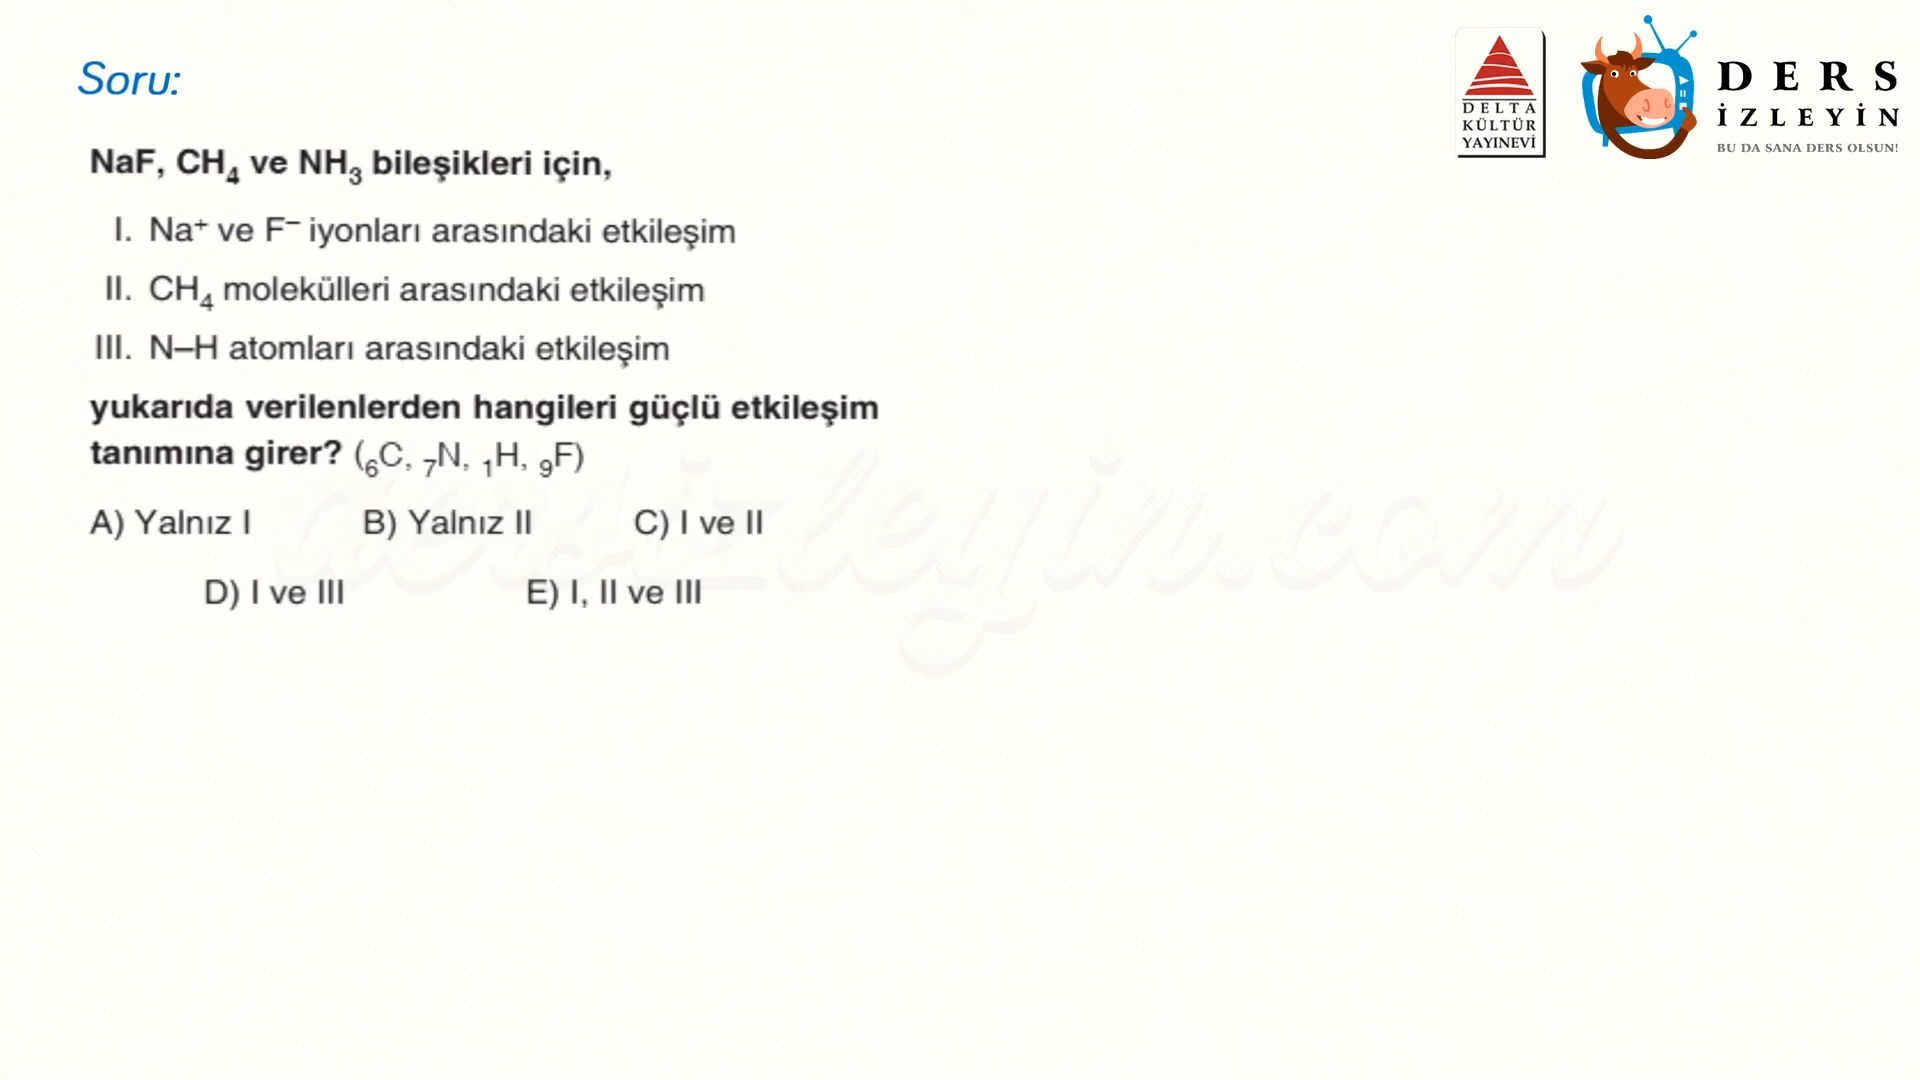 Soru:
DELTA
KÜLTÜR
YAYINEVİ
DERS
İZLEYİN
BU DA SANA DERS OLSUN!
NaF, CH₄ ve NH₃ bileşikleri için,
I. Na⁺ ve F⁻ iyonları arasındaki etkileşim
II. CH₄ molekülleri arasındaki etkileşim
III. N–H atomları arasındaki etkileşim
yukarıda verilenlerden hangileri güçlü etkileşim
tanımına girer? (₆C, ₇N, ₁H, ₉F)
A) Yalnız I B) Yalnız II C) I ve II
D) I ve III E) I, II ve III
dersizleyin.com